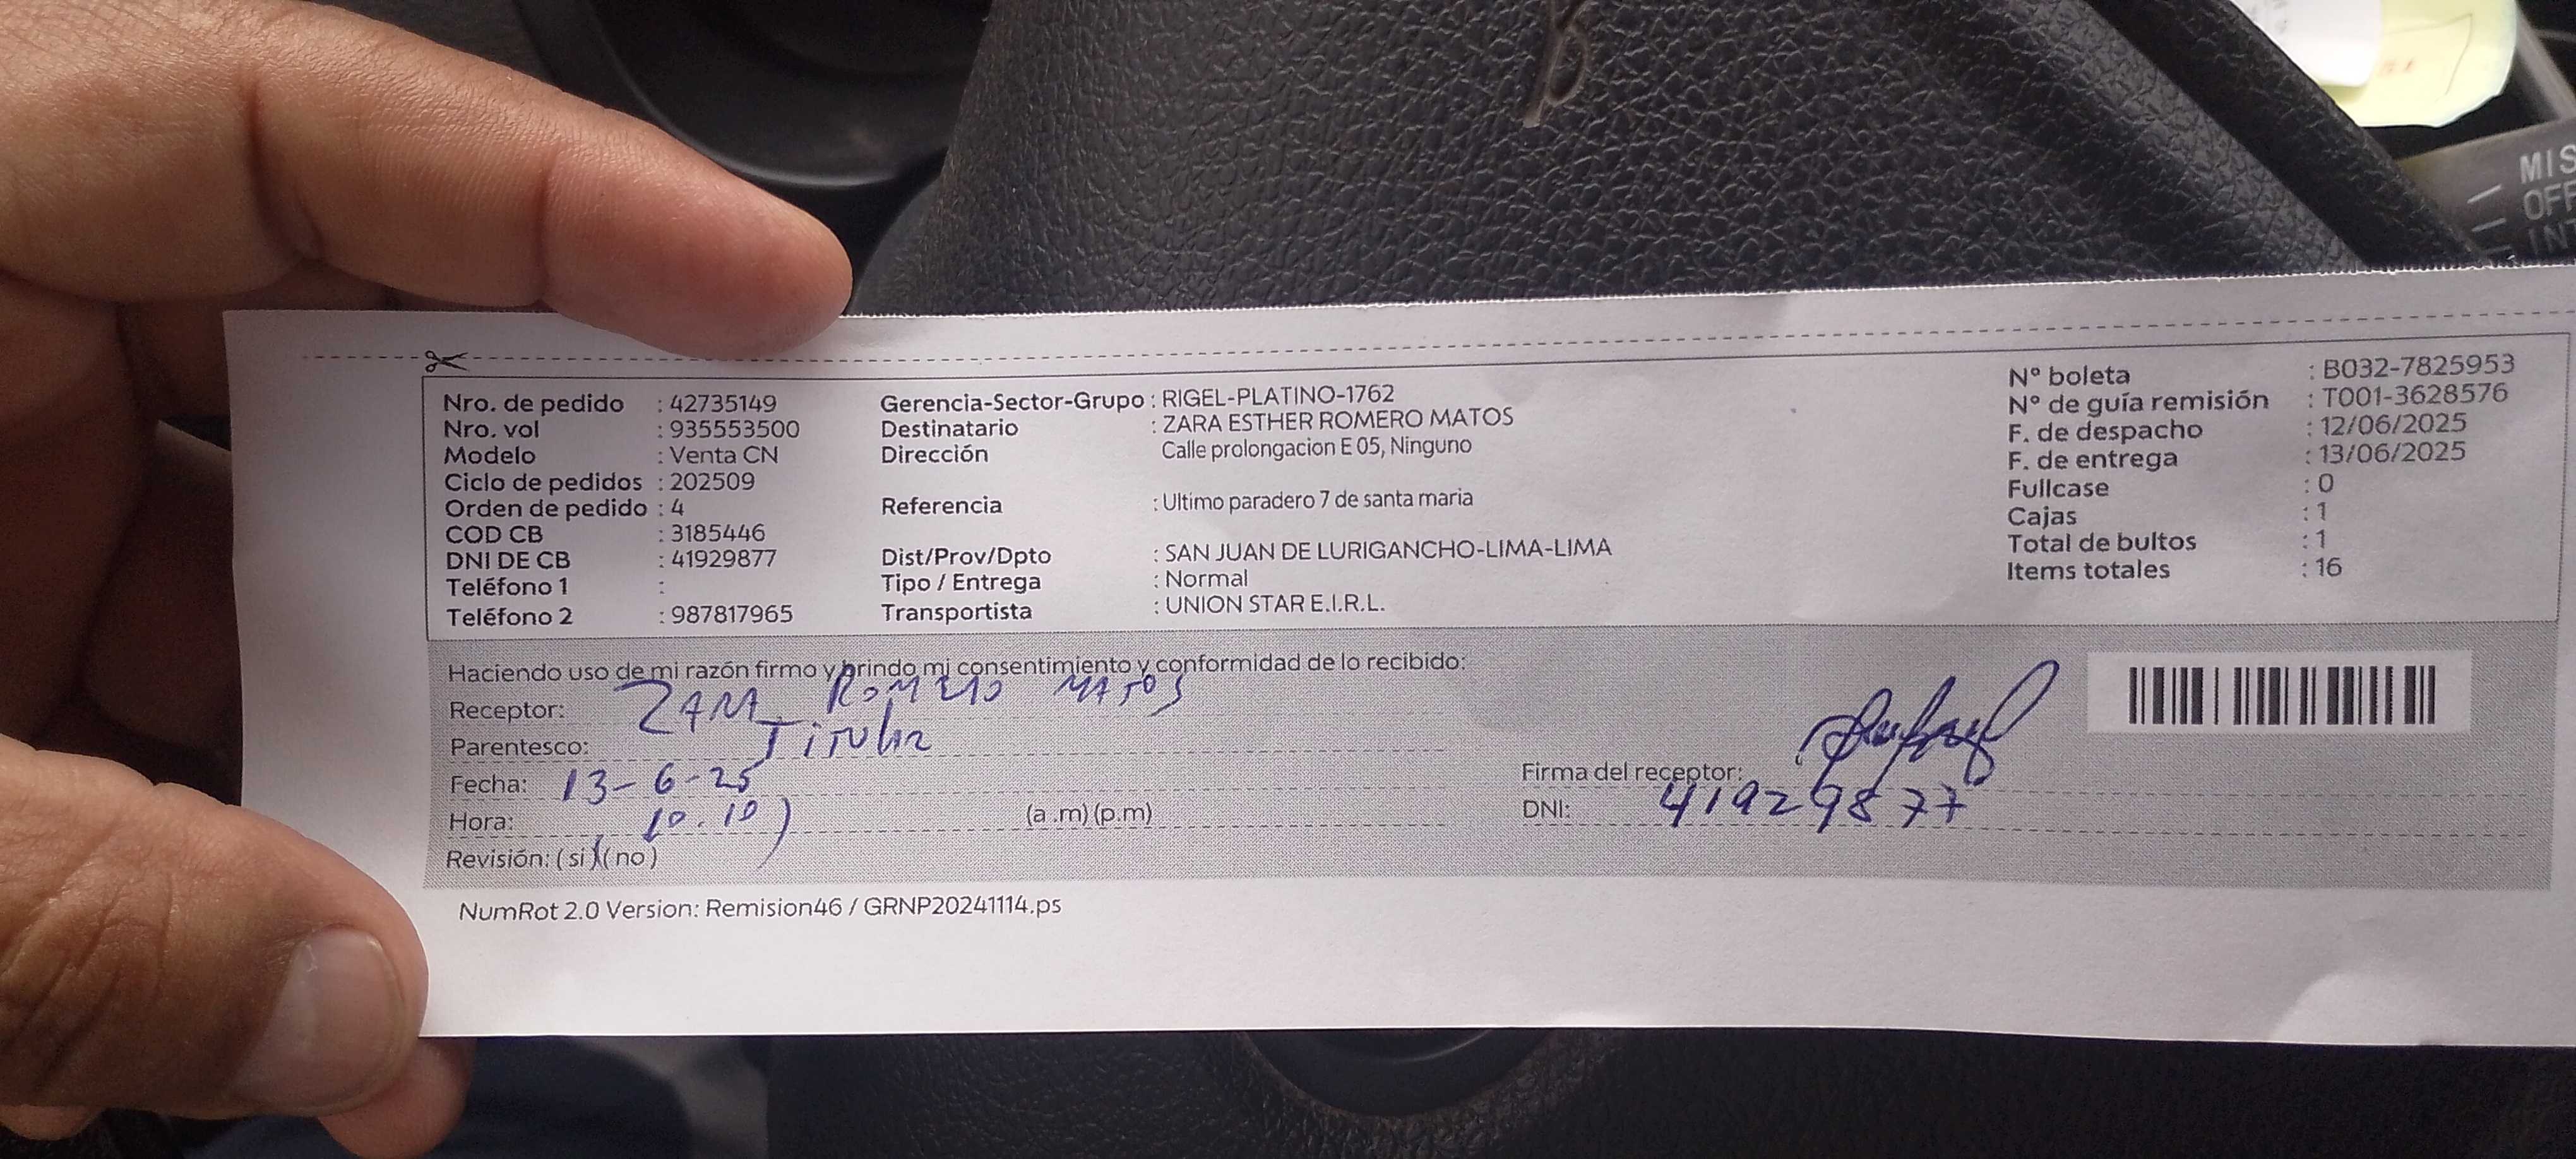 Nro. de pedido : 42735149
Nro. vol : 935553500
Modelo : Venta CN
Ciclo de pedidos : 202509
Orden de pedido : 4
COD CB : 3185446
DNI DE CB : 41929877
Teléfono 1 :
Teléfono 2 : 987817965
Gerencia-Sector-Grupo : RIGEL-PLATINO-1762
Destinatario : ZARA ESTHER ROMERO MATOS
Dirección Calle prolongacion E 05, Ninguno
Referencia : Ultimo paradero 7 de santa maria
Dist/Prov/Dpto : SAN JUAN DE LURIGANCHO-LIMA-LIMA
Tipo / Entrega : Normal
Transportista : UNION STAR E.I.R.L.
N° boleta : B032-7825953
N° de guía remisión : T001-3628576
F. de despacho : 12/06/2025
F. de entrega : 13/06/2025
Fullcase : 0
Cajas : 1
Total de bultos : 1
Items totales : 16
Haciendo uso de mi razón firmo y brindo mi consentimiento y conformidad de lo recibido:
Receptor: ZARA ROMERO MATOS
Parentesco: Titular
Fecha: 13-6-25
Hora: 10.10 (a .m) (p.m)
Revisión: (si) (no)
Firma del receptor:
DNI: 41929877
NumRot 2.0 Version: Remision46 / GRNP20241114.ps
MIS
OFF
INT